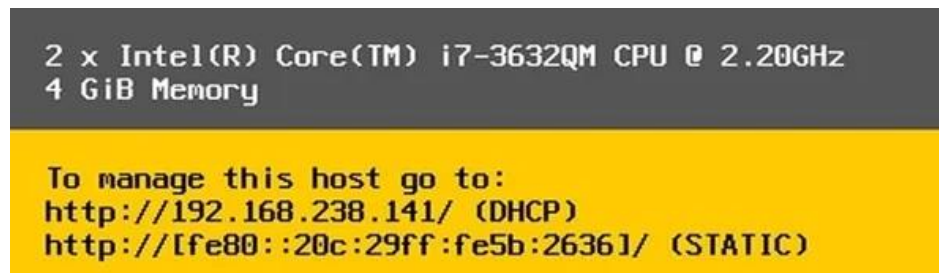 2 x Intel(R) Core(TM) i7-3632QM CPU @ 2.20GHz
4 GiB Memory
To manage this host go to:
http://192.168.238.141/ (DHCP)
http://[fe80::20c:29ff:fe5b:2636]/ (STATIC)